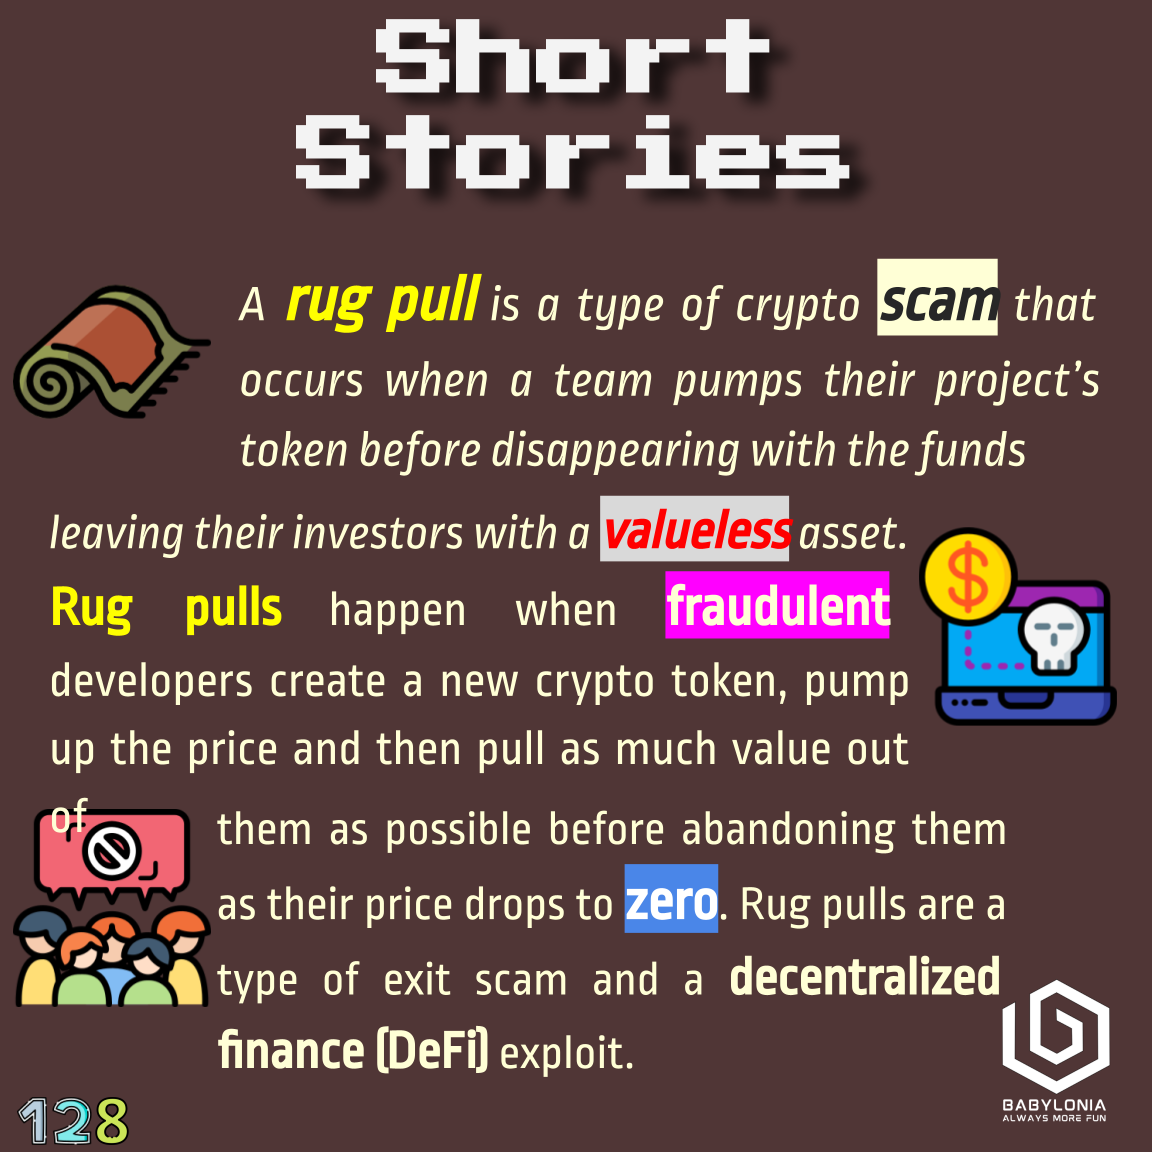 Short
Stories
A rug pull is a type of crypto scam that
occurs when a team pumps their project’s
token before disappearing with the funds
leaving their investors with a valueless asset.
Rug pulls happen when fraudulent
developers create a new crypto token, pump
up the price and then pull as much value out
of
them as possible before abandoning them
as their price drops to zero. Rug pulls are a
type of exit scam and a decentralized
finance (DeFi) exploit.
BABYLONIA
ALWAYS MORE FUN
128